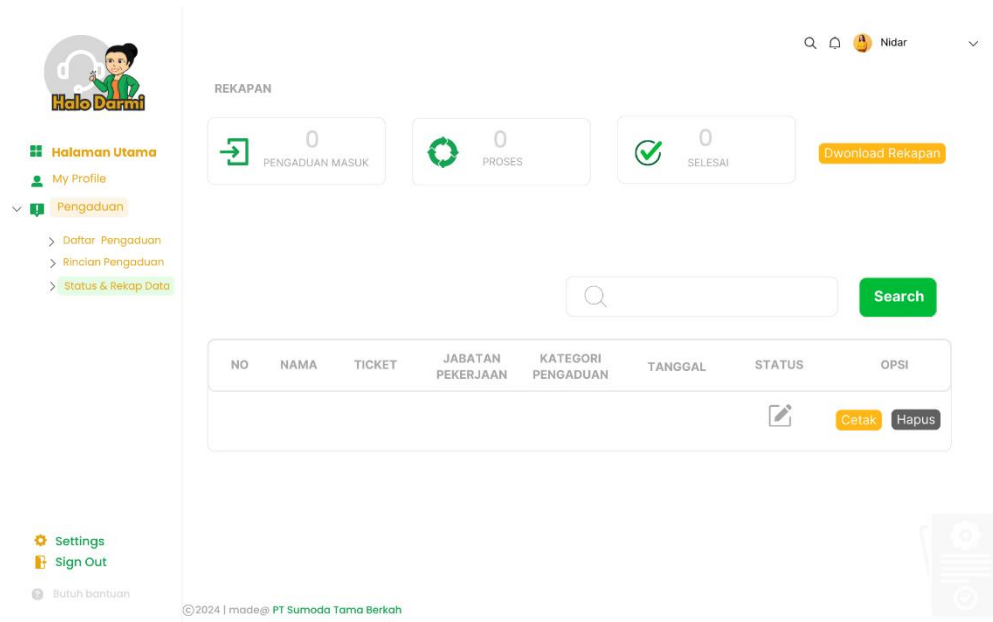 Nidar
Halo Darmi
REKAPAN
0
PENGADUAN MASUK
0
PROSES
0
SELESAI
Dwonload Rekapan
Halaman Utama
My Profile
Pengaduan
Daftar Pengaduan
Rincian Pengaduan
Status & Rekap Data
Search
NO NAMA TICKET JABATAN PEKERJAAN KATEGORI PENGADUAN TANGGAL STATUS OPSI
Cetak Hapus
Settings
Sign Out
Butuh bantuan
©2024 | made@ PT Sumoda Tama Berkah